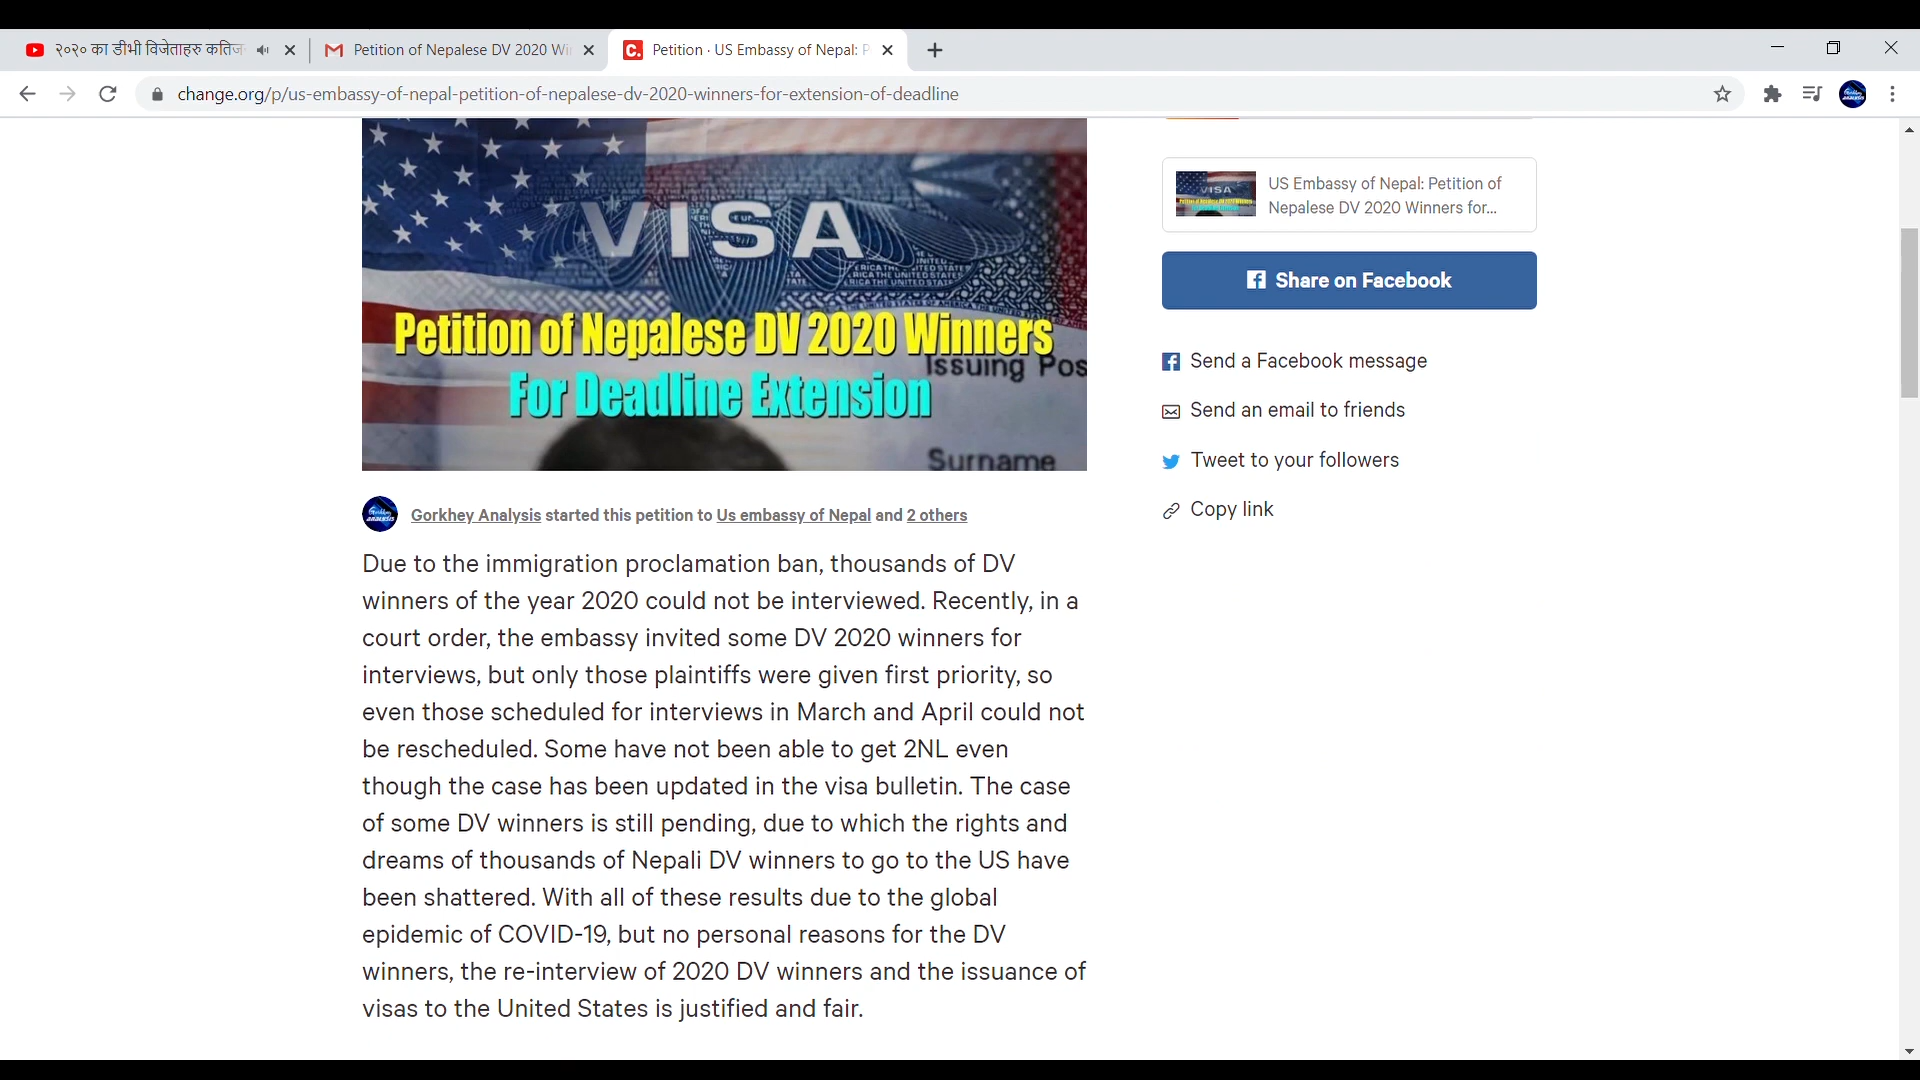 २०२० का डीभी विजेताहरु कतिज
Petition of Nepalese DV 2020 Wi
Petition · US Embassy of Nepal: P
change.org/p/us-embassy-of-nepal-petition-of-nepalese-dv-2020-winners-for-extension-of-deadline
VISA
Petition of Nepalese DV 2020 Winners
Issuing Pos
For Deadline Extension
Surname
Gorkhey Analysis started this petition to Us embassy of Nepal and 2 others
Due to the immigration proclamation ban, thousands of DV
winners of the year 2020 could not be interviewed. Recently, in a
court order, the embassy invited some DV 2020 winners for
interviews, but only those plaintiffs were given first priority, so
even those scheduled for interviews in March and April could not
be rescheduled. Some have not been able to get 2NL even
though the case has been updated in the visa bulletin. The case
of some DV winners is still pending, due to which the rights and
dreams of thousands of Nepali DV winners to go to the US have
been shattered. With all of these results due to the global
epidemic of COVID-19, but no personal reasons for the DV
winners, the re-interview of 2020 DV winners and the issuance of
visas to the United States is justified and fair.
US Embassy of Nepal: Petition of
Nepalese DV 2020 Winners for...
Share on Facebook
Send a Facebook message
Send an email to friends
Tweet to your followers
Copy link